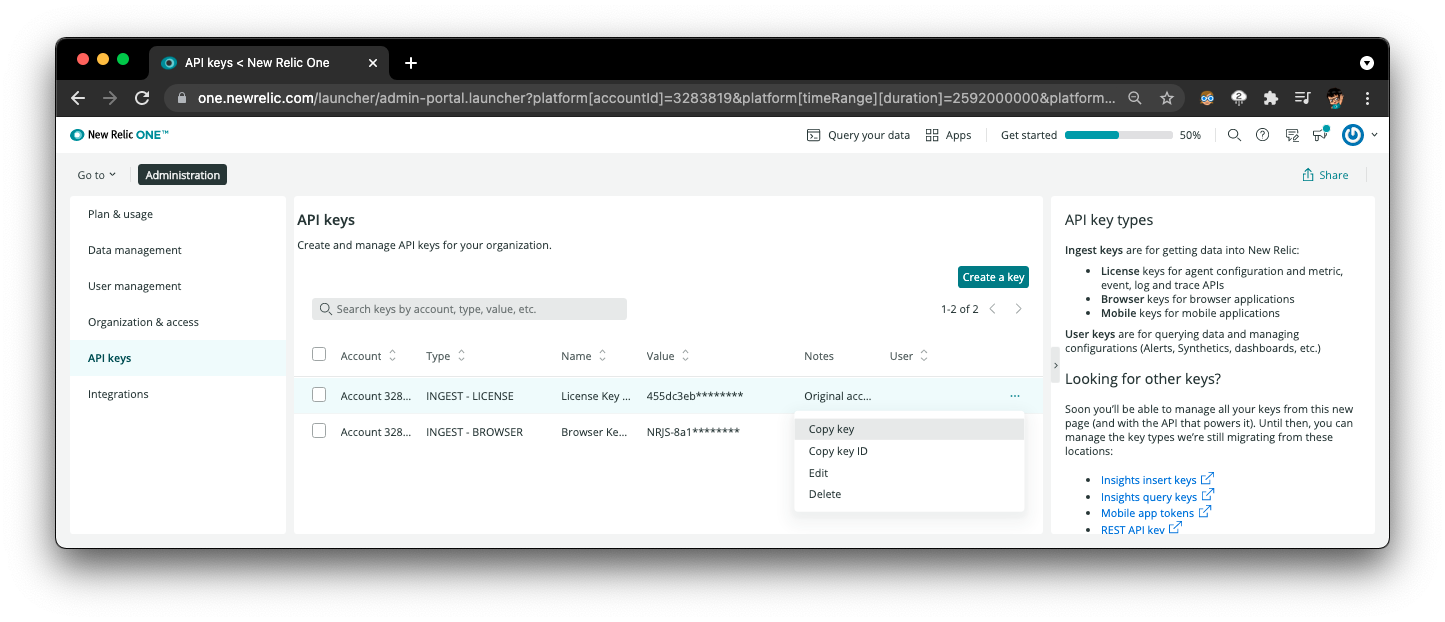 API keys < New Relic One
one.newrelic.com/launcher/admin-portal.launcher?platform[accountId]=3283819&platform[timeRange][duration]=2592000000&platform...
New Relic ONE™
Query your data
Apps
Get started
50%
Go to
Administration
Share
Plan & usage
Data management
User management
Organization & access
API keys
Integrations
API keys
Create and manage API keys for your organization.
Create a key
Search keys by account, type, value, etc.
1-2 of 2
Account Type Name Value Notes User
Account 328... INGEST - LICENSE License Key ... 455dc3eb******** Original acc... ...
Account 328... INGEST - BROWSER Browser Ke... NRJS-8a1********
Copy key
Copy key ID
Edit
Delete
API key types
Ingest keys are for getting data into New Relic:
• License keys for agent configuration and metric,
event, log and trace APIs
• Browser keys for browser applications
• Mobile keys for mobile applications
User keys are for querying data and managing
configurations (Alerts, Synthetics, dashboards, etc.)
Looking for other keys?
Soon you'll be able to manage all your keys from this new
page (and with the API that powers it). Until then, you can
manage the key types we're still migrating from these
locations:
• Insights insert keys
• Insights query keys
• Mobile app tokens
• REST API key